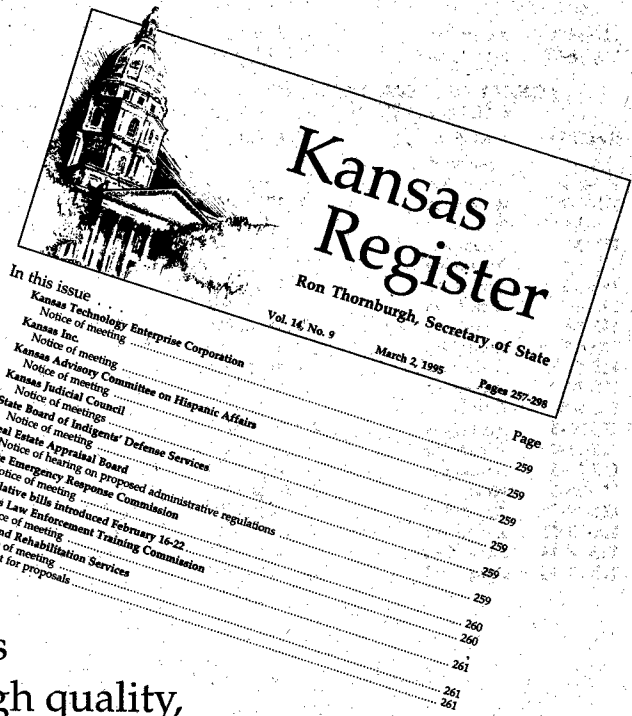 Kansas
Register
Ron Thornburgh, Secretary of State
Vol. 14, No. 9 March 2, 1995 Pages 257-298
In this issue . . . Page
Kansas Technology Enterprise Corporation
Notice of meeting ........ 259
Kansas Inc.
Notice of meeting ........ 259
Kansas Advisory Committee on Hispanic Affairs
Notice of meeting ........ 259
Kansas Judicial Council
Notice of meetings ........ 259
State Board of Indigents' Defense Services
Notice of meeting ........ 259
eal Estate Appraisal Board
Notice of hearing on proposed administrative regulations ........ 259
e Emergency Response Commission
otice of meeting ........ 260
lative bills introduced February 16-22 ........ 260
s Law Enforcement Training Commission
ce of meeting ........ 261
nd Rehabilitation Services
of meeting ........ 261
t for proposals ........ 261
s
gh quality,